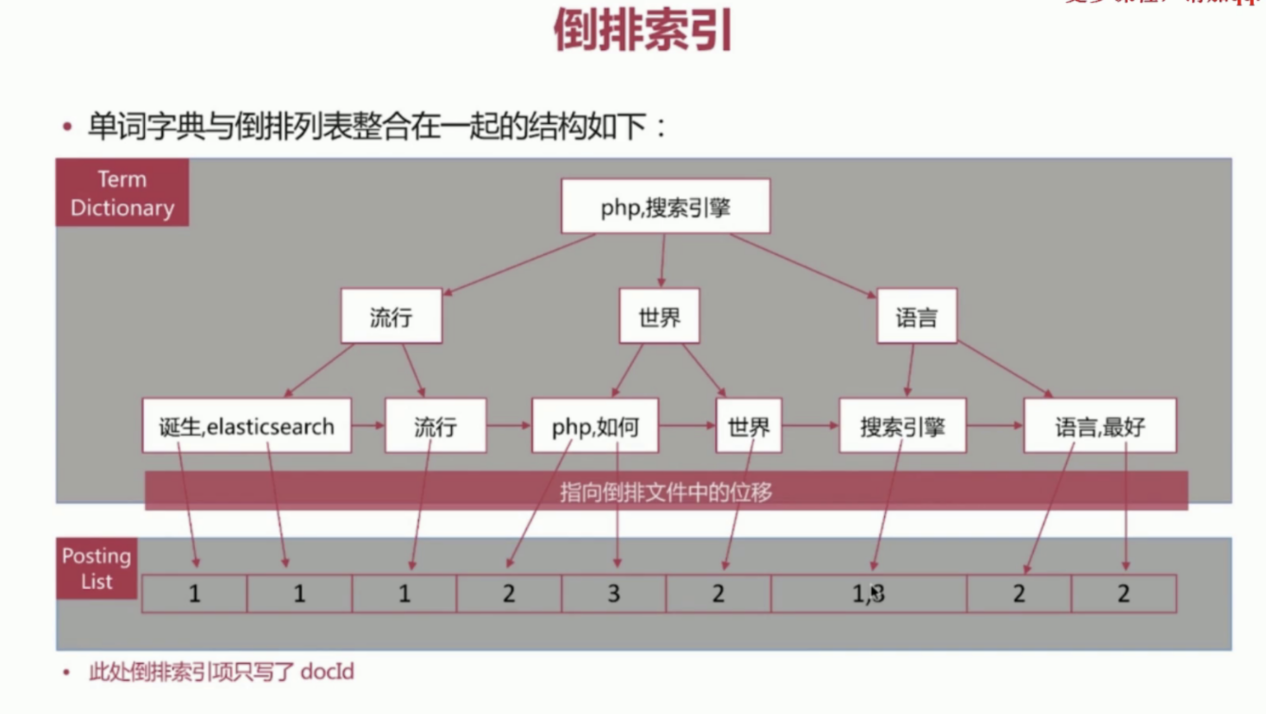 倒排索引
• 单词字典与倒排列表整合在一起的结构如下：
Term
Dictionary
php,搜索引擎
流行
世界
语言
诞生,elasticsearch
流行
php,如何
世界
搜索引擎
语言,最好
指向倒排文件中的位移
Posting
List
1
1
1
2
3
2
1,3
2
2
• 此处倒排索引项只写了 docId